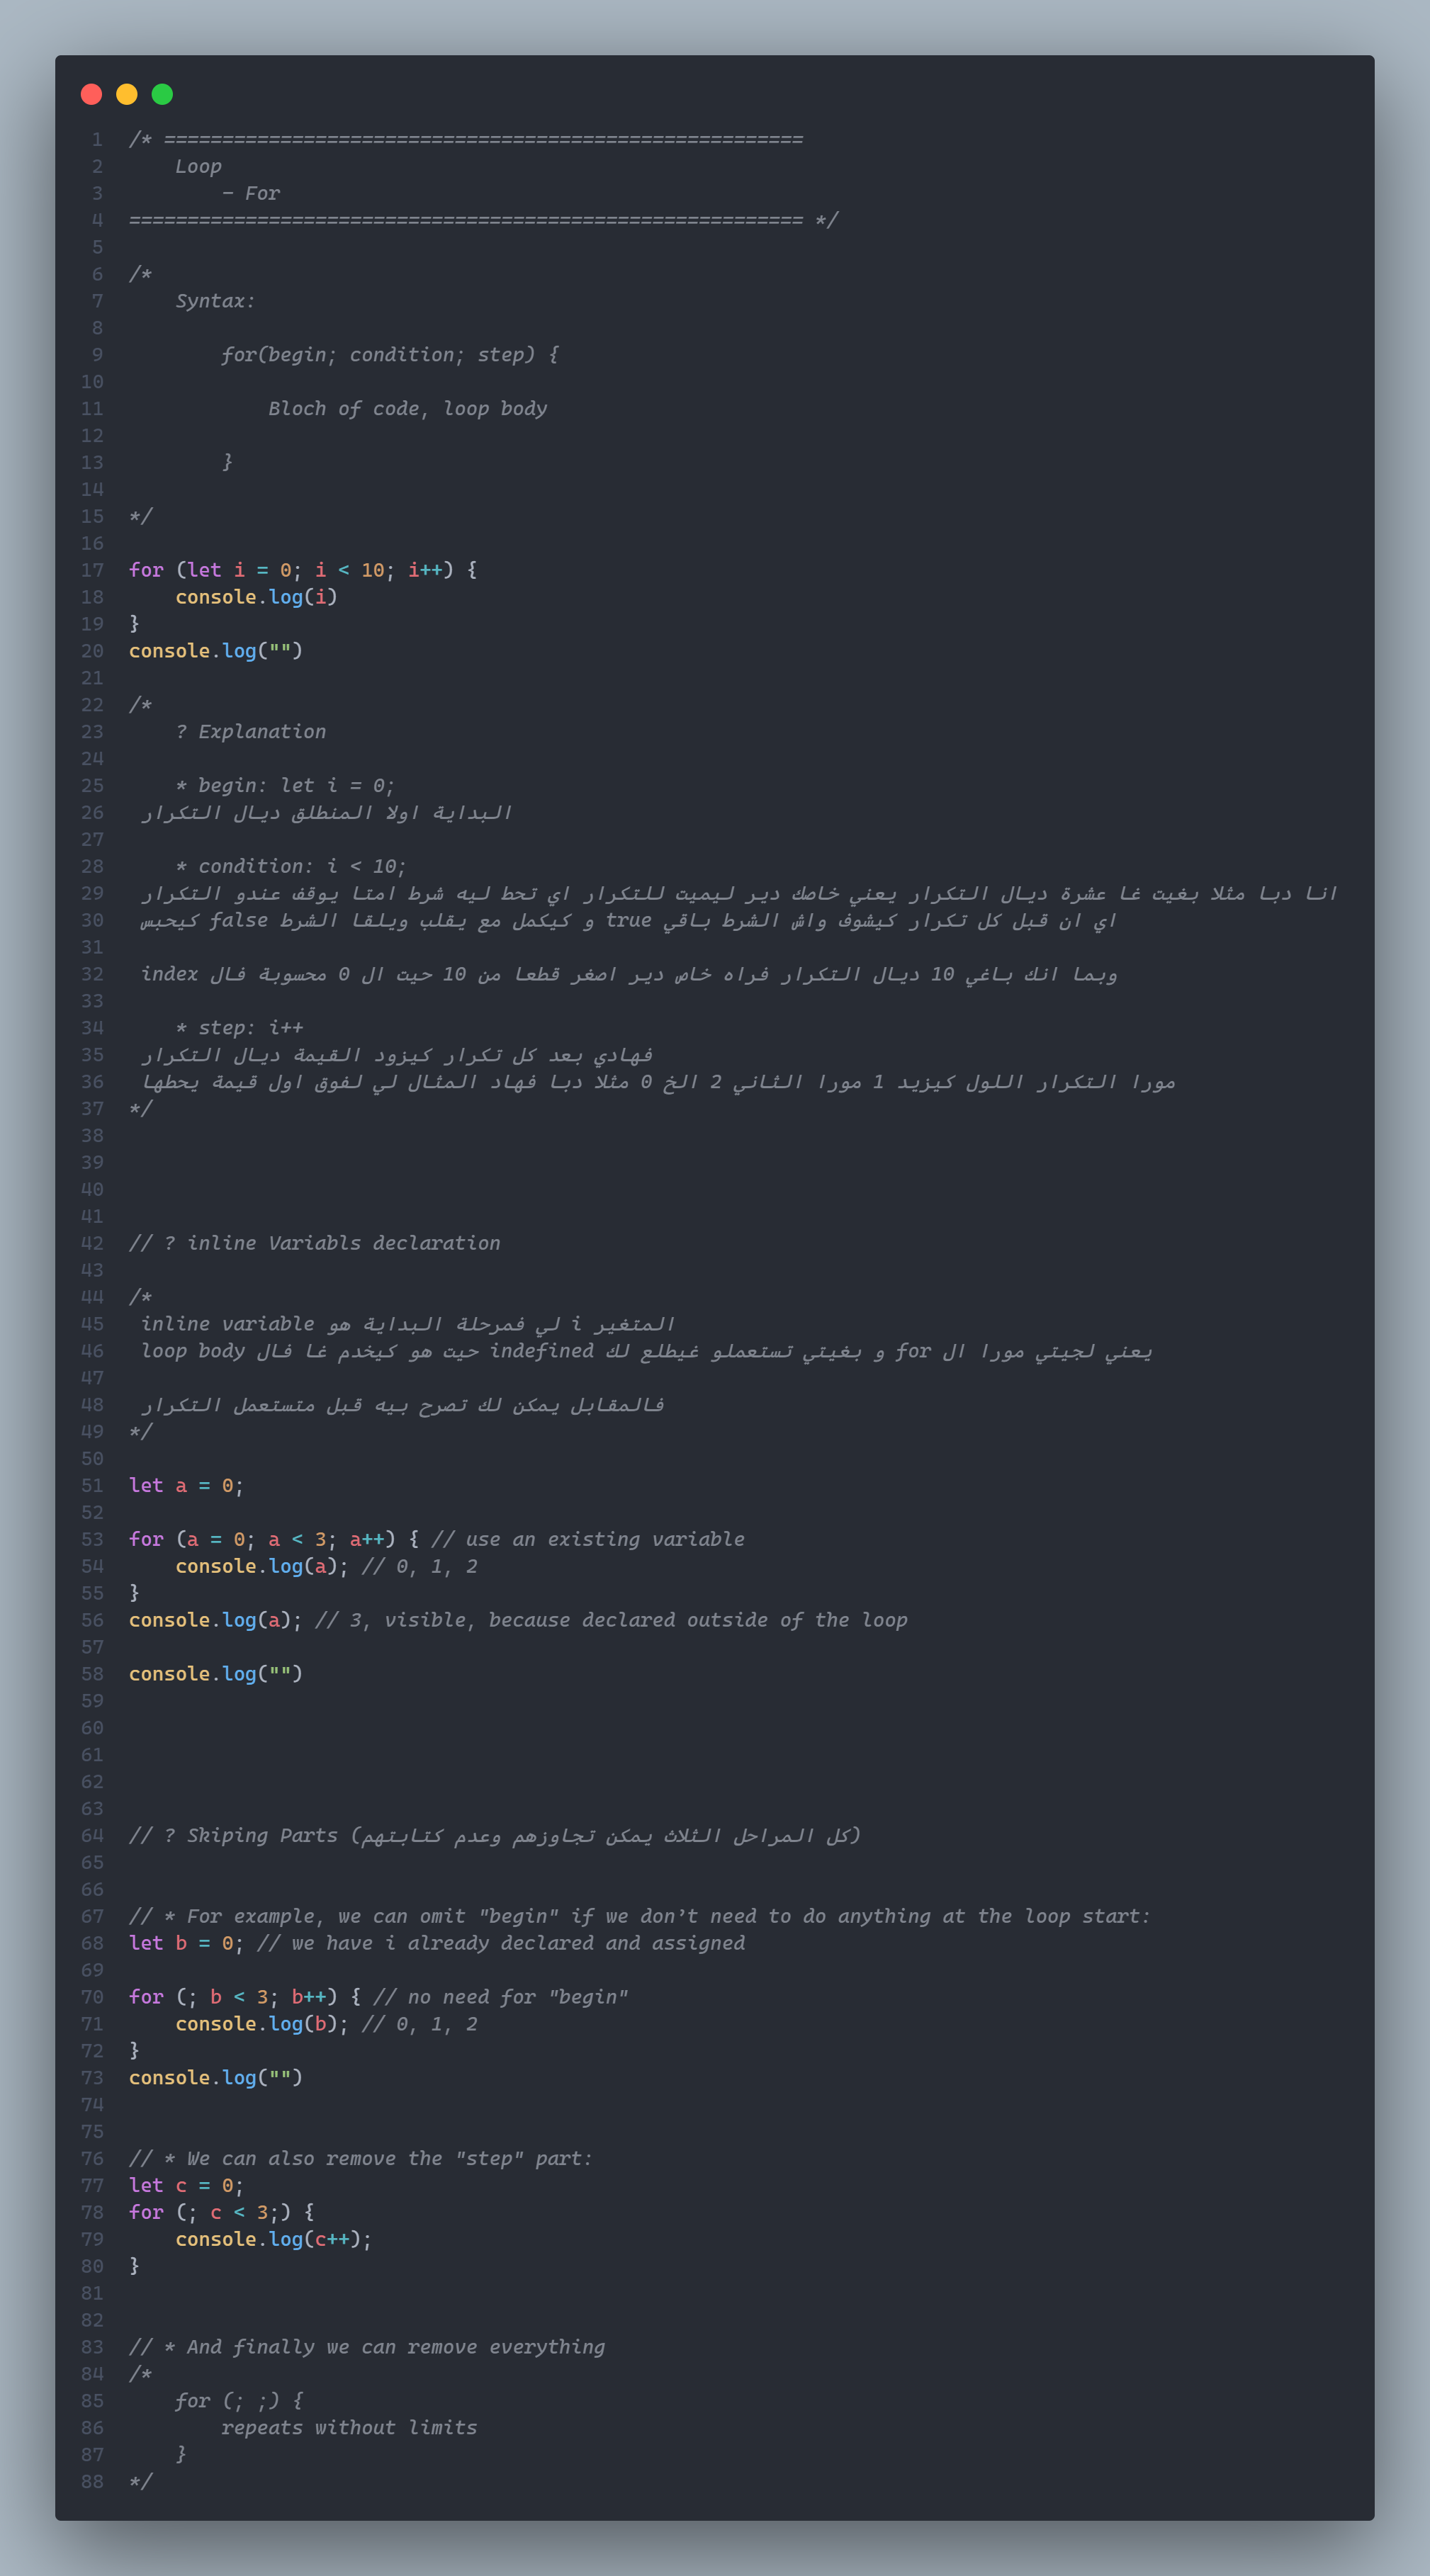 1 /* =======================================================
2 Loop
3 - For
4 ========================================================== */
5
6 /*
7 Syntax:
8
9 for(begin; condition; step) {
10
11 Bloch of code, loop body
12
13 }
14
15 */
16
17 for (let i = 0; i < 10; i++) {
18 console.log(i)
19 }
20 console.log("")
21
22 /*
23 ? Explanation
24
25 * begin: let i = 0;
26 البداية اولا المنطلق ديال التكرار
27
28 * condition: i < 10;
29 انا دبا مثلا بغيت غا عشرة ديال التكرار يعني خاصك دير ليميت للتكرار اي تحط ليه شرط امتا يوقف عندو التكرار
30 اي ان قبل كل تكرار كيشوف واش الشرط باقي true و كيكمل مع يقلب ويلقا الشرط false كيحبس
31
32 وبما انك باغي 10 ديال التكرار فراه خاص دير اصغر قطعا من 10 حيت ال 0 محسوبة فال index
33
34 * step: i++
35 فهادي بعد كل تكرار كيزود القيمة ديال التكرار
36 مورا التكرار اللول كيزيد 1 مورا الثاني 2 الخ 0 مثلا دبا فهاد المثال لي لفوق اول قيمة يحطها
37 */
38
39
40
41
42 // ? inline Variabls declaration
43
44 /*
45 المتغير i لي فمرحلة البداية هو inline variable
46 يعني لجيتي مورا ال for و بغيتي تستعملو غيطلع لك indefined حيت هو كيخدم غا فال loop body
47
48 فالمقابل يمكن لك تصرح بيه قبل متستعمل التكرار
49 */
50
51 let a = 0;
52
53 for (a = 0; a < 3; a++) { // use an existing variable
54 console.log(a); // 0, 1, 2
55 }
56 console.log(a); // 3, visible, because declared outside of the loop
57
58 console.log("")
59
60
61
62
63
64 // ? Skiping Parts (كل المراحل الثلاث يمكن تجاوزهم وعدم كتابتهم)
65
66
67 // * For example, we can omit "begin" if we don’t need to do anything at the loop start:
68 let b = 0; // we have i already declared and assigned
69
70 for (; b < 3; b++) { // no need for "begin"
71 console.log(b); // 0, 1, 2
72 }
73 console.log("")
74
75
76 // * We can also remove the "step" part:
77 let c = 0;
78 for (; c < 3;) {
79 console.log(c++);
80 }
81
82
83 // * And finally we can remove everything
84 /*
85 for (; ;) {
86 repeats without limits
87 }
88 */